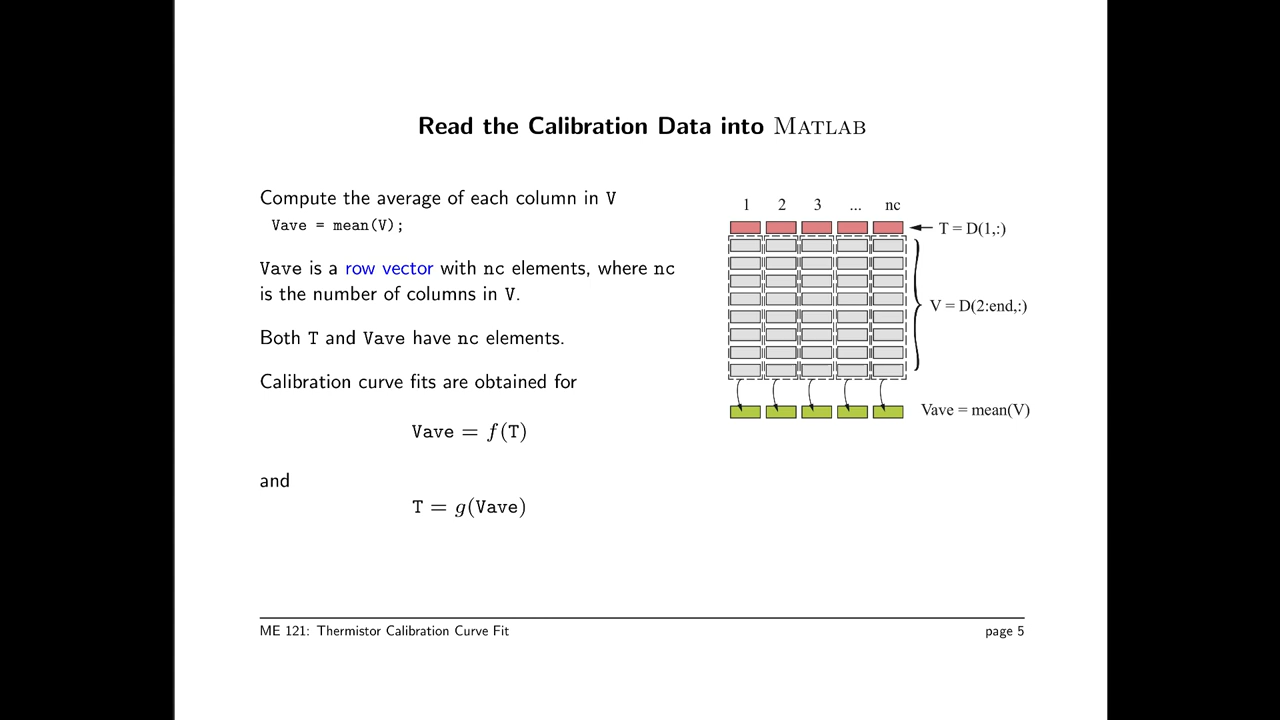 Read the Calibration Data into MATLAB
Compute the average of each column in V
Vave = mean(V);
Vave is a row vector with nc elements, where nc
is the number of columns in V.
Both T and Vave have nc elements.
Calibration curve fits are obtained for
Vave = f(T)
and
T = g(Vave)
1 2 3 ... nc
T = D(1,:)
V = D(2:end,:)
Vave = mean(V)
ME 121: Thermistor Calibration Curve Fit
page 5